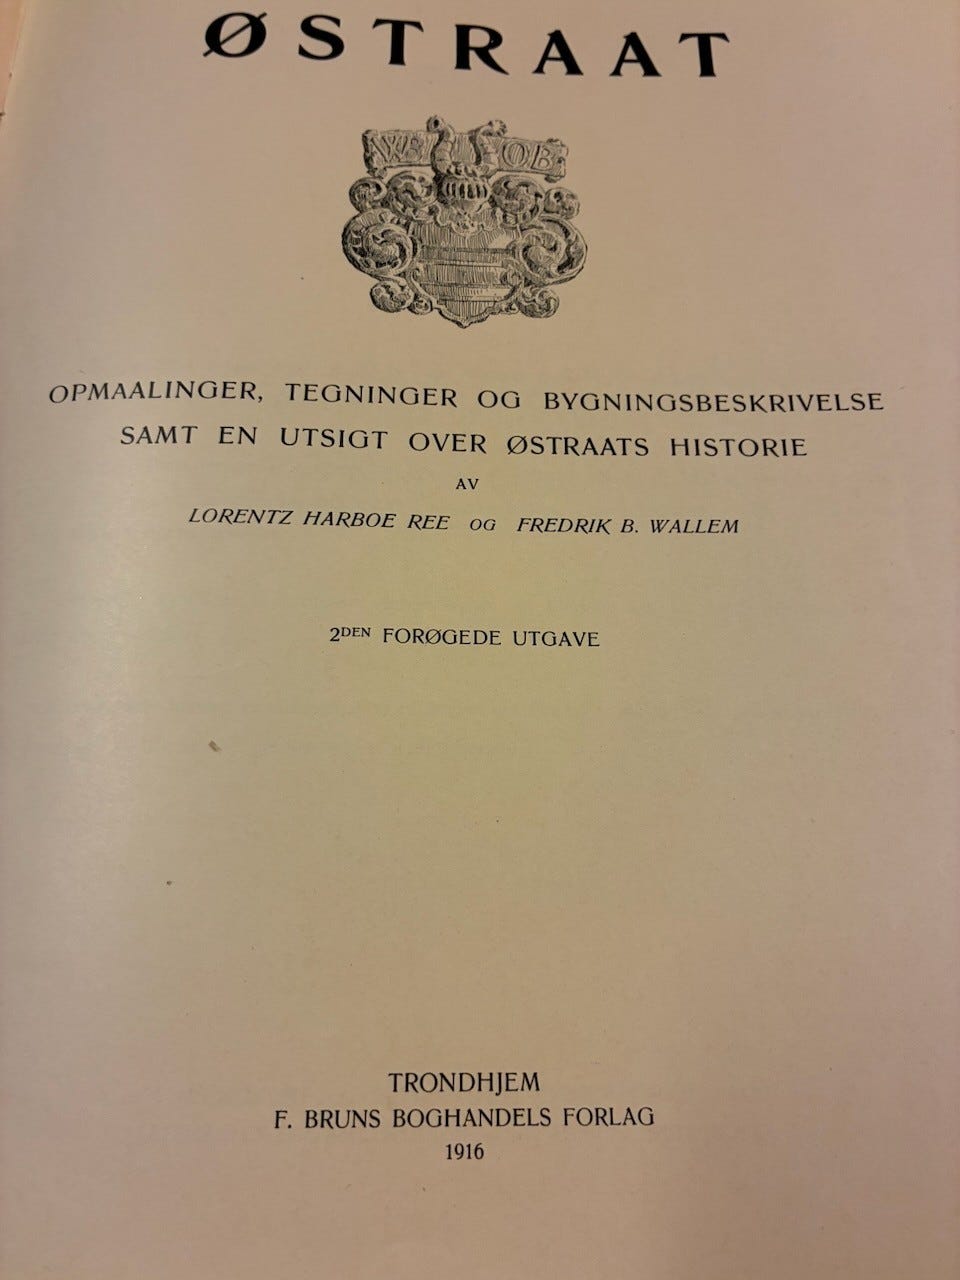 ØSTRAAT
OB
OPMAALINGER, TEGNINGER OG BYGNINGSBESKRIVELSE
SAMT EN UTSIGT OVER ØSTRAATS HISTORIE
AV
LORENTZ HARBOE REE OG FREDRIK B. WALLEM
2DEN FORØGEDE UTGAVE
TRONDHJEM
F. BRUNS BOGHANDELS FORLAG
1916